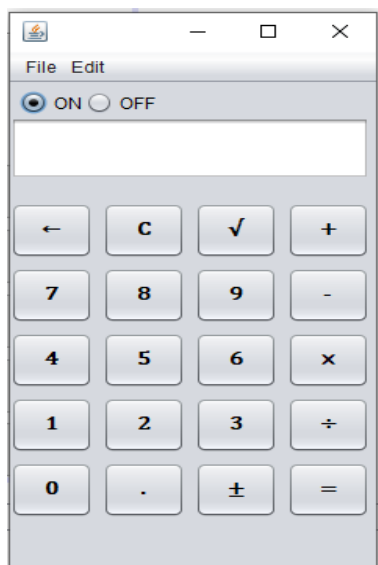 File Edit
ON OFF
← C √ +
7 8 9 -
4 5 6 ×
1 2 3 ÷
0 . ± =